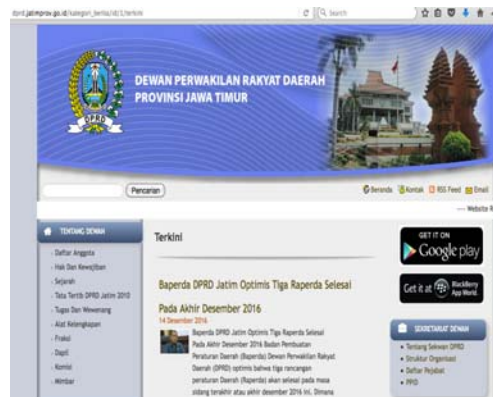 dprd.jatimprov.go.id/kategori_berita/id/1/terkini
Search
DPRD
DEWAN PERWAKILAN RAKYAT DAERAH
PROVINSI JAWA TIMUR
Pencarian
Beranda Kontak RSS Feed Email
---- Website R
TENTANG DEWAN
Daftar Anggota
Hak Dan Kewajiban
Sejarah
Tata Tertib DPRD Jatim 2010
Tugas Dan Wewenang
Alat Kelengkapan
Fraksi
Dapil
Komisi
Mimbar
Terkini
Baperda DPRD Jatim Optimis Tiga Raperda Selesai
Pada Akhir Desember 2016
14 Desember 2016
Baperda DPRD Jatim Optimis Tiga Raperda Selesai
Pada Akhir Desember 2016 Badan Pembuatan
Peraturan Daerah (Baperda) Dewan Perwakilan Rakyat
Daerah (DPRD) optimis bahwa tiga rancangan
peraturan Daerah (Raperda) akan selesai pada masa
sidang terakhir atau akhir desember 2016 ini. Dimana
GET IT ON
Google play
Get it at BlackBerry
App World
SEKRETARIAT DEWAN
Tentang Sekwan DPRD
Struktur Organisasi
Daftar Pejabat
PPID